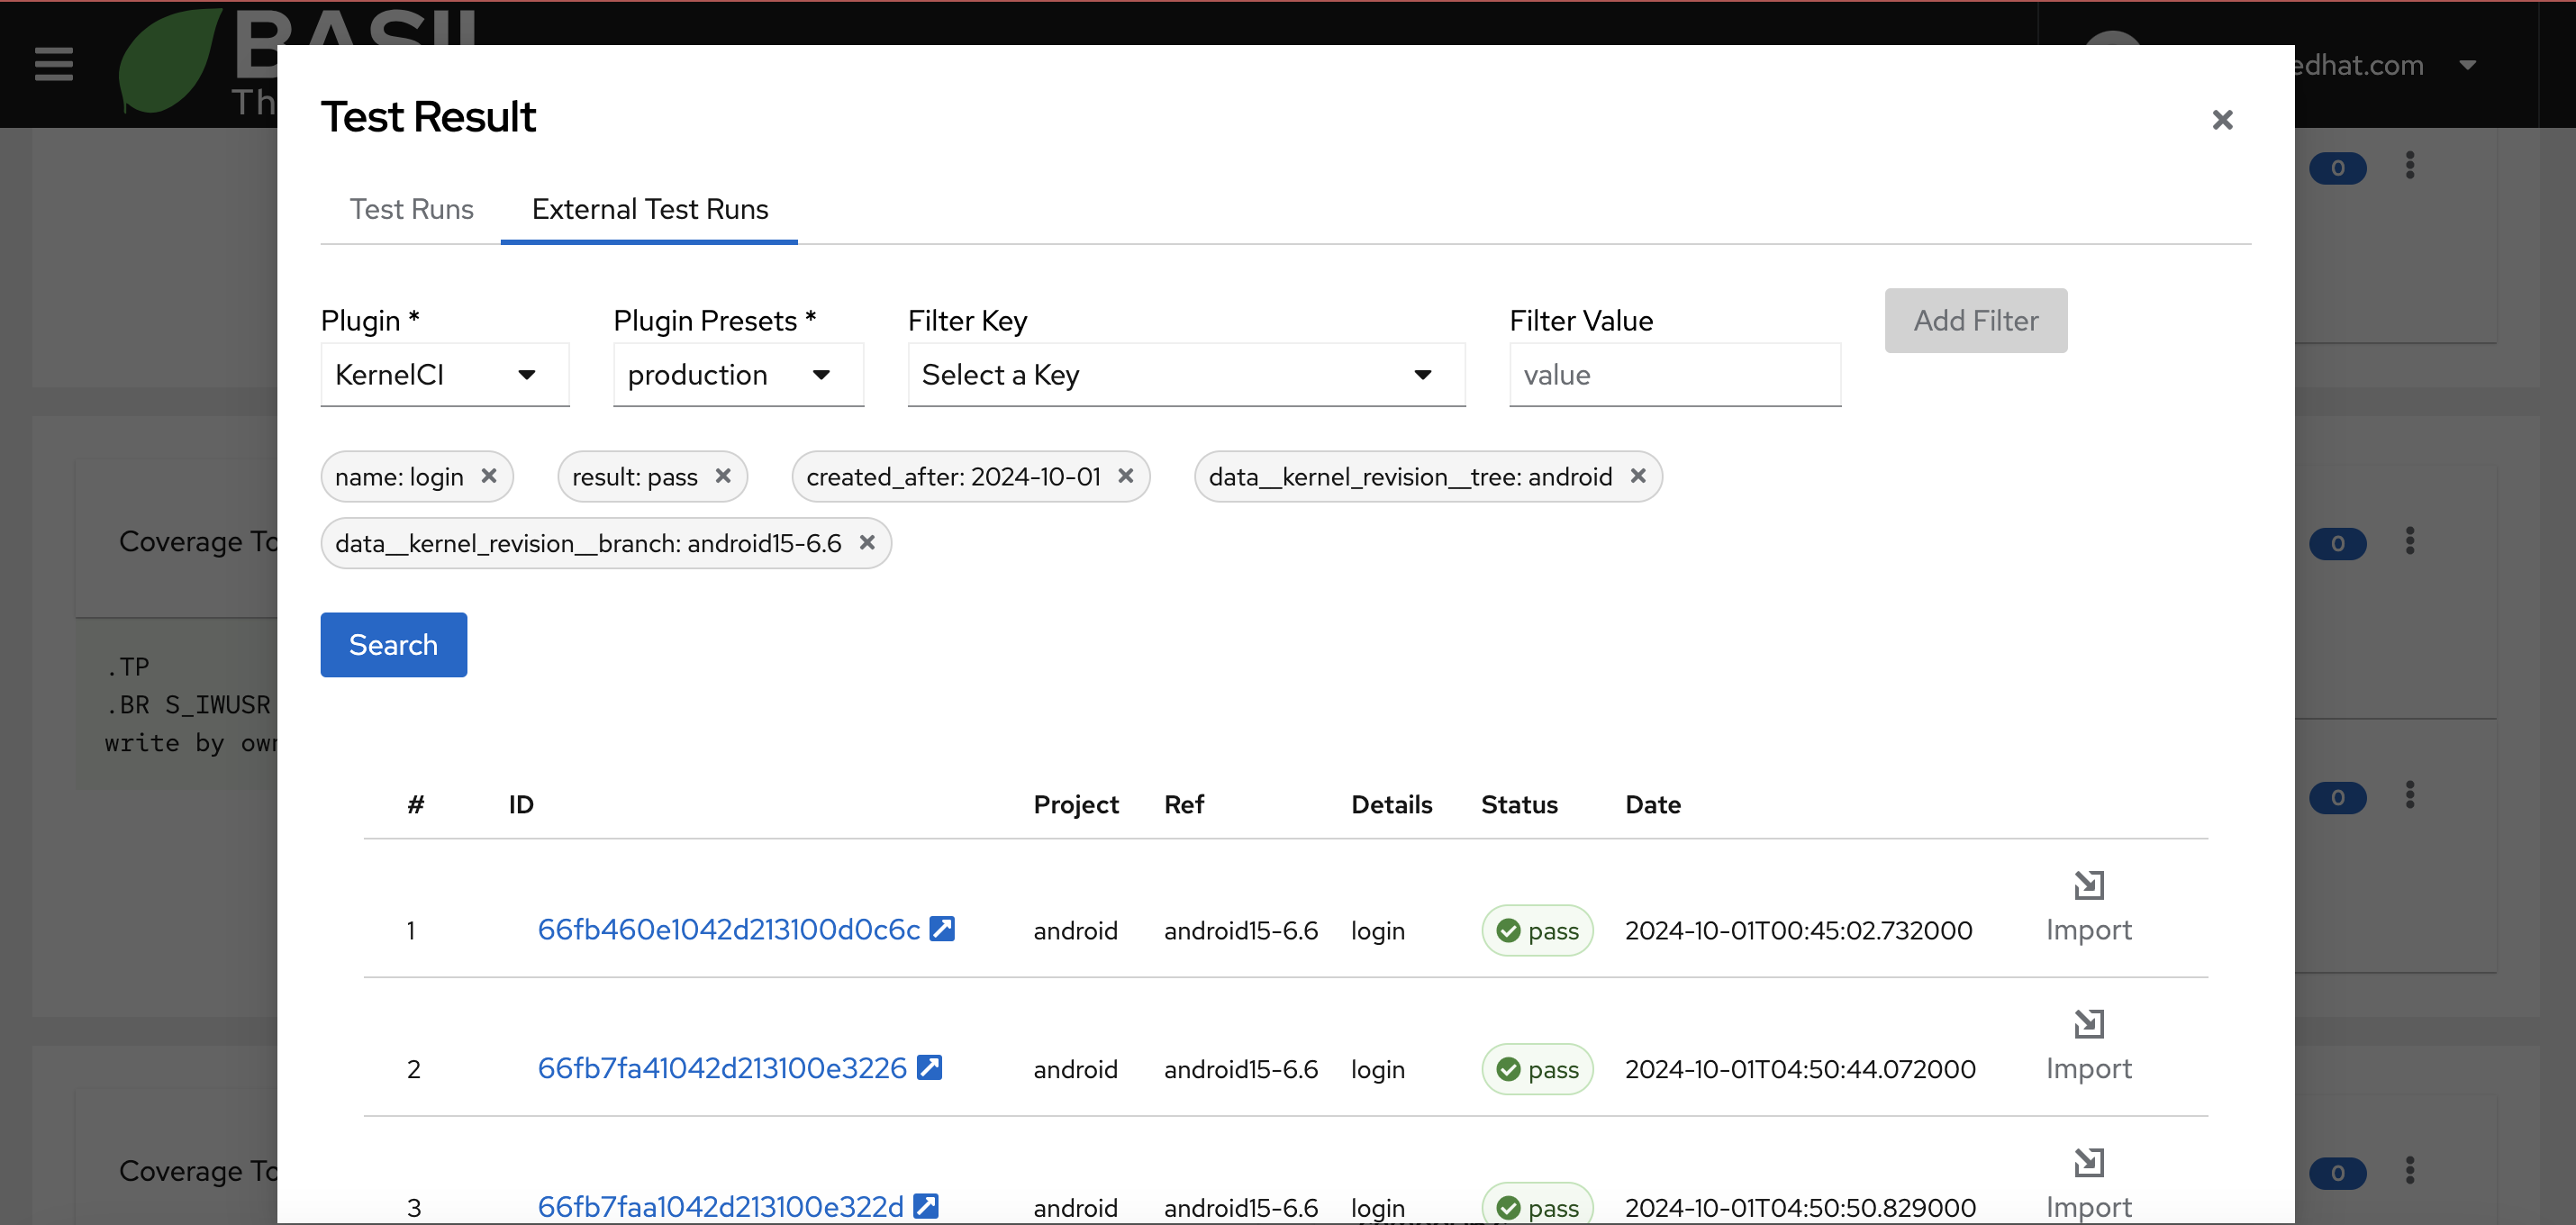 BASIL
Th
edhat.com
Test Result
Test Runs External Test Runs
Plugin * Plugin Presets * Filter Key Filter Value Add Filter
KernelCI production Select a Key value
name: login result: pass created_after: 2024-10-01 data__kernel_revision__tree: android
data__kernel_revision__branch: android15-6.6
Search
0
Coverage To 0
.TP
.BR S_IWUSR
write by own
0
# ID Project Ref Details Status Date
1 66fb460e1042d213100d0c6c android android15-6.6 login pass 2024-10-01T00:45:02.732000 Import
2 66fb7fa41042d213100e3226 android android15-6.6 login pass 2024-10-01T04:50:44.072000 Import
Coverage To 0
3 66fb7faa1042d213100e322d android android15-6.6 login pass 2024-10-01T04:50:50.829000 Import